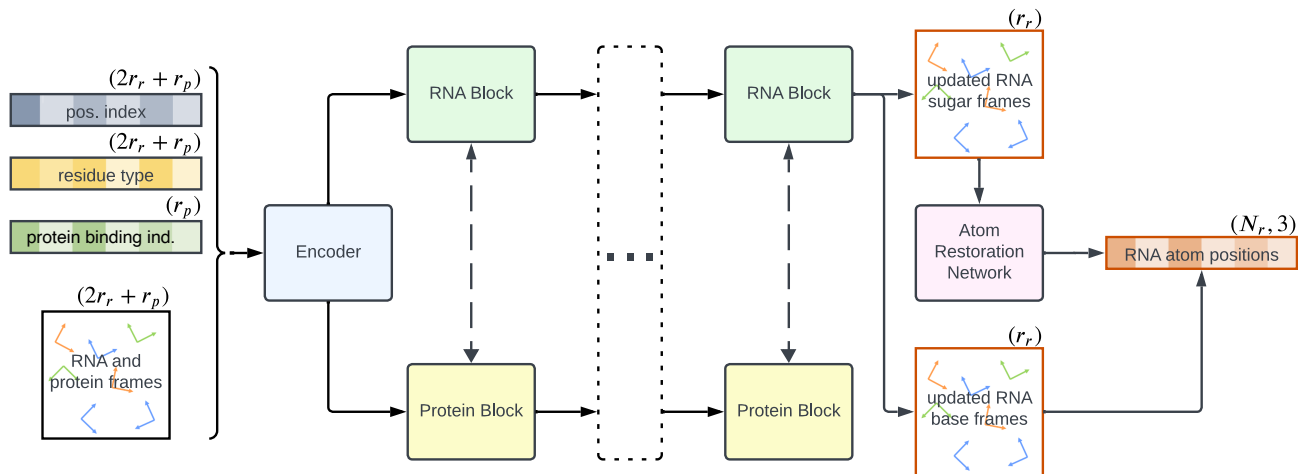 (2r_r + r_p)
pos. index
(2r_r + r_p)
residue type
(r_p)
protein binding ind.
(2r_r + r_p)
RNA and
protein frames
Encoder
RNA Block
Protein Block
...
RNA Block
Protein Block
(r_r)
updated RNA
sugar frames
Atom
Restoration
Network
(r_r)
updated RNA
base frames
(N_r, 3)
RNA atom positions